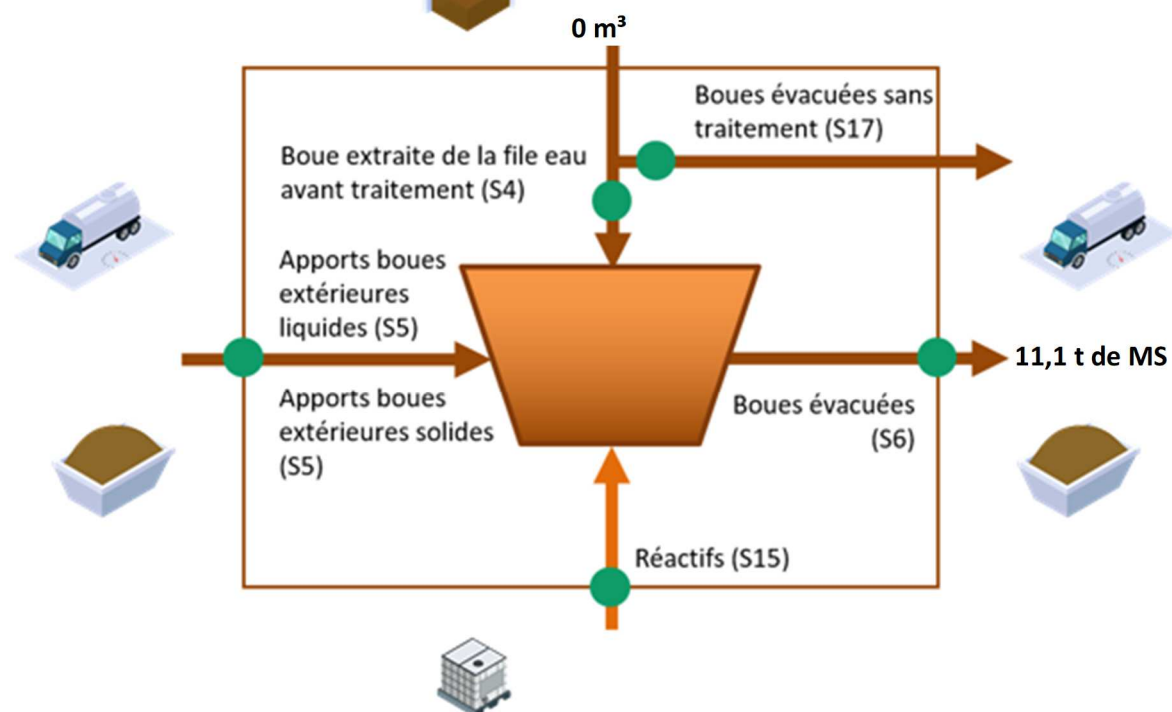 0 m³
Boues évacuées sans
traitement (S17)
Boue extraite de la file eau
avant traitement (S4)
Apports boues
extérieures
liquides (S5)
11,1 t de MS
Apports boues
extérieures solides
(S5)
Boues évacuées
(S6)
Réactifs (S15)